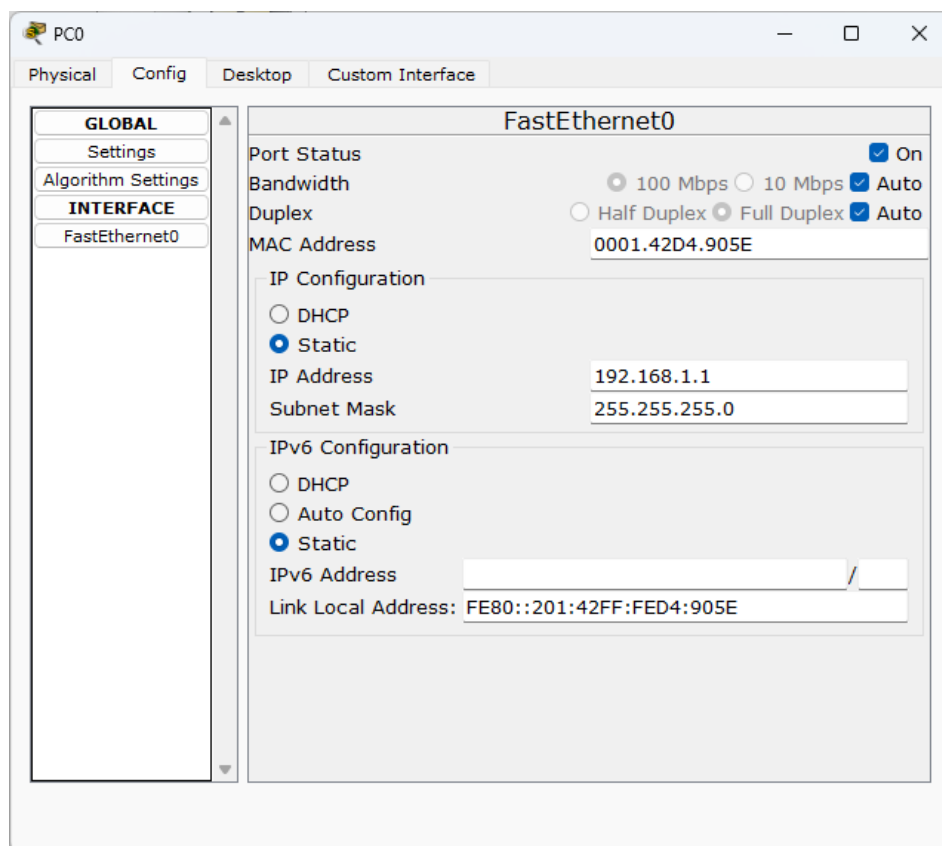 PC0
Physical Config Desktop Custom Interface
GLOBAL
Settings
Algorithm Settings
INTERFACE
FastEthernet0
FastEthernet0
Port Status On
Bandwidth 100 Mbps 10 Mbps Auto
Duplex Half Duplex Full Duplex Auto
MAC Address 0001.42D4.905E
IP Configuration
DHCP
Static
IP Address 192.168.1.1
Subnet Mask 255.255.255.0
IPv6 Configuration
DHCP
Auto Config
Static
IPv6 Address /
Link Local Address: FE80::201:42FF:FED4:905E